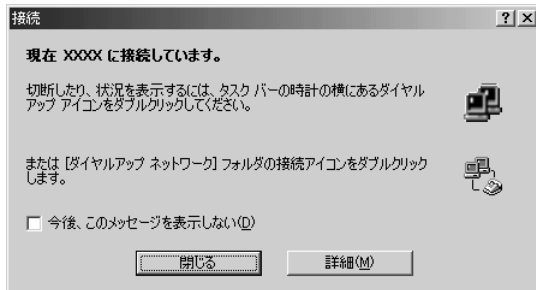 接続
現在 XXXX に接続しています。
切断したり、状況を表示するには、タスク バーの時計の横にあるダイヤル
アップ アイコンをダブルクリックしてください。
または [ダイヤルアップ ネットワーク] フォルダの接続アイコンをダブルクリック
します。
今後、このメッセージを表示しない(D)
閉じる
詳細(M)